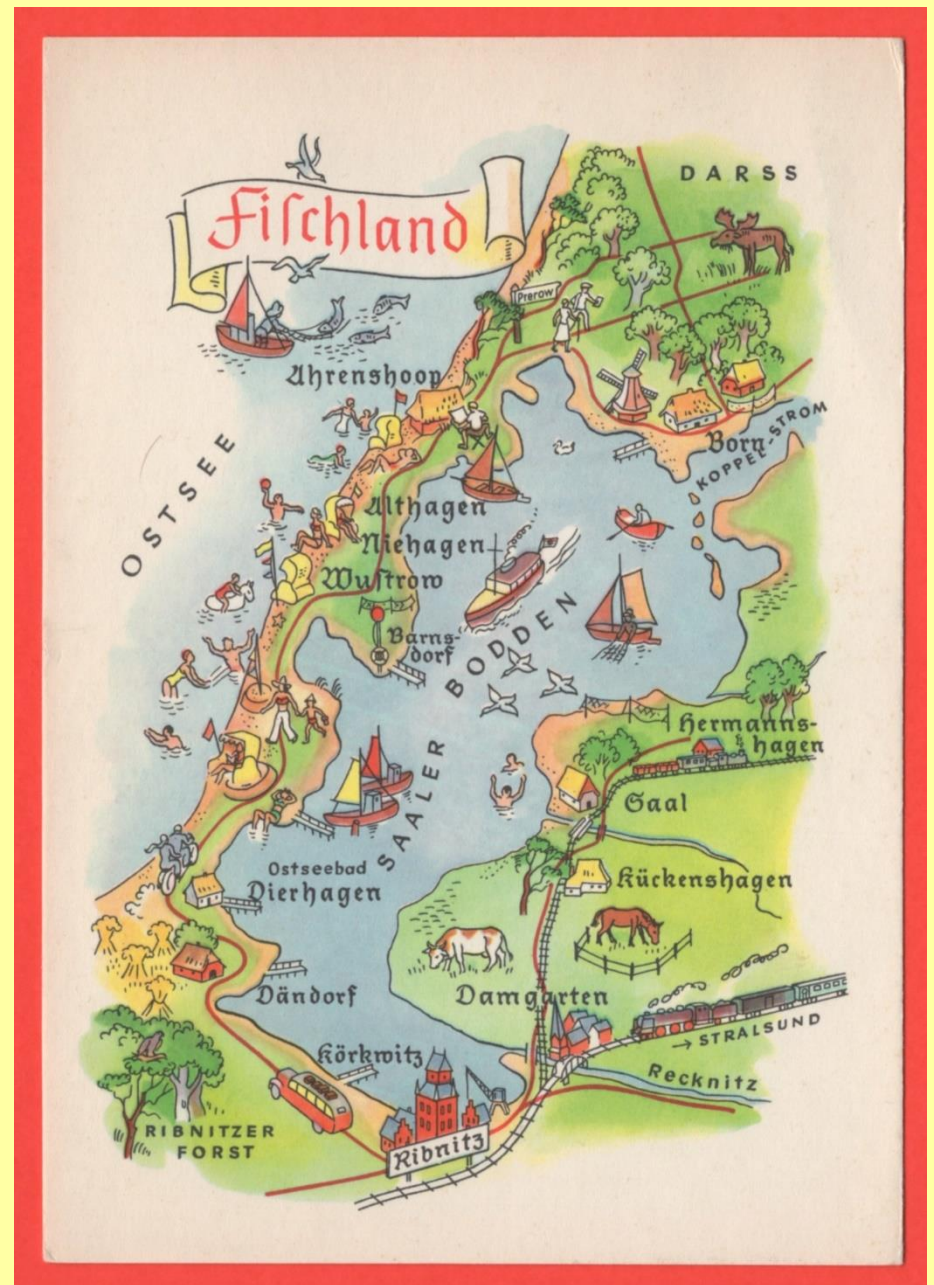 Fiſchland
DARSS
Prerow
Ahrenshoop
Born
KOPPEL-STROM
OSTSEE
Althagen
Niehagen
Wuſtrow
Barns-
dorf
SAALER BODDEN
Hermanns-
hagen
Saal
Ostseebad
Dierhagen
Kückenshagen
Dändorf
Damgarten
→ STRALSUND
Körkwitz
Recknitz
RIBNITZER
FORST
Ribnitz